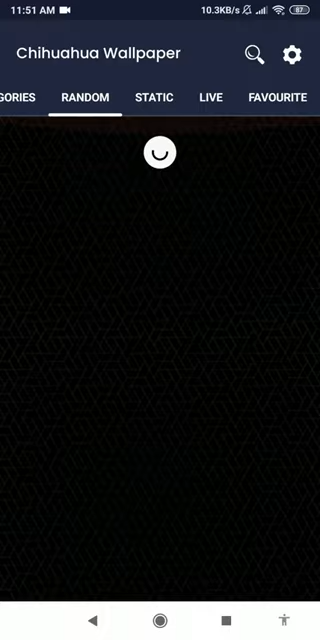 11:51 AM
10.3KB/s
87
Chihuahua Wallpaper
GORIES
RANDOM
STATIC
LIVE
FAVOURITE